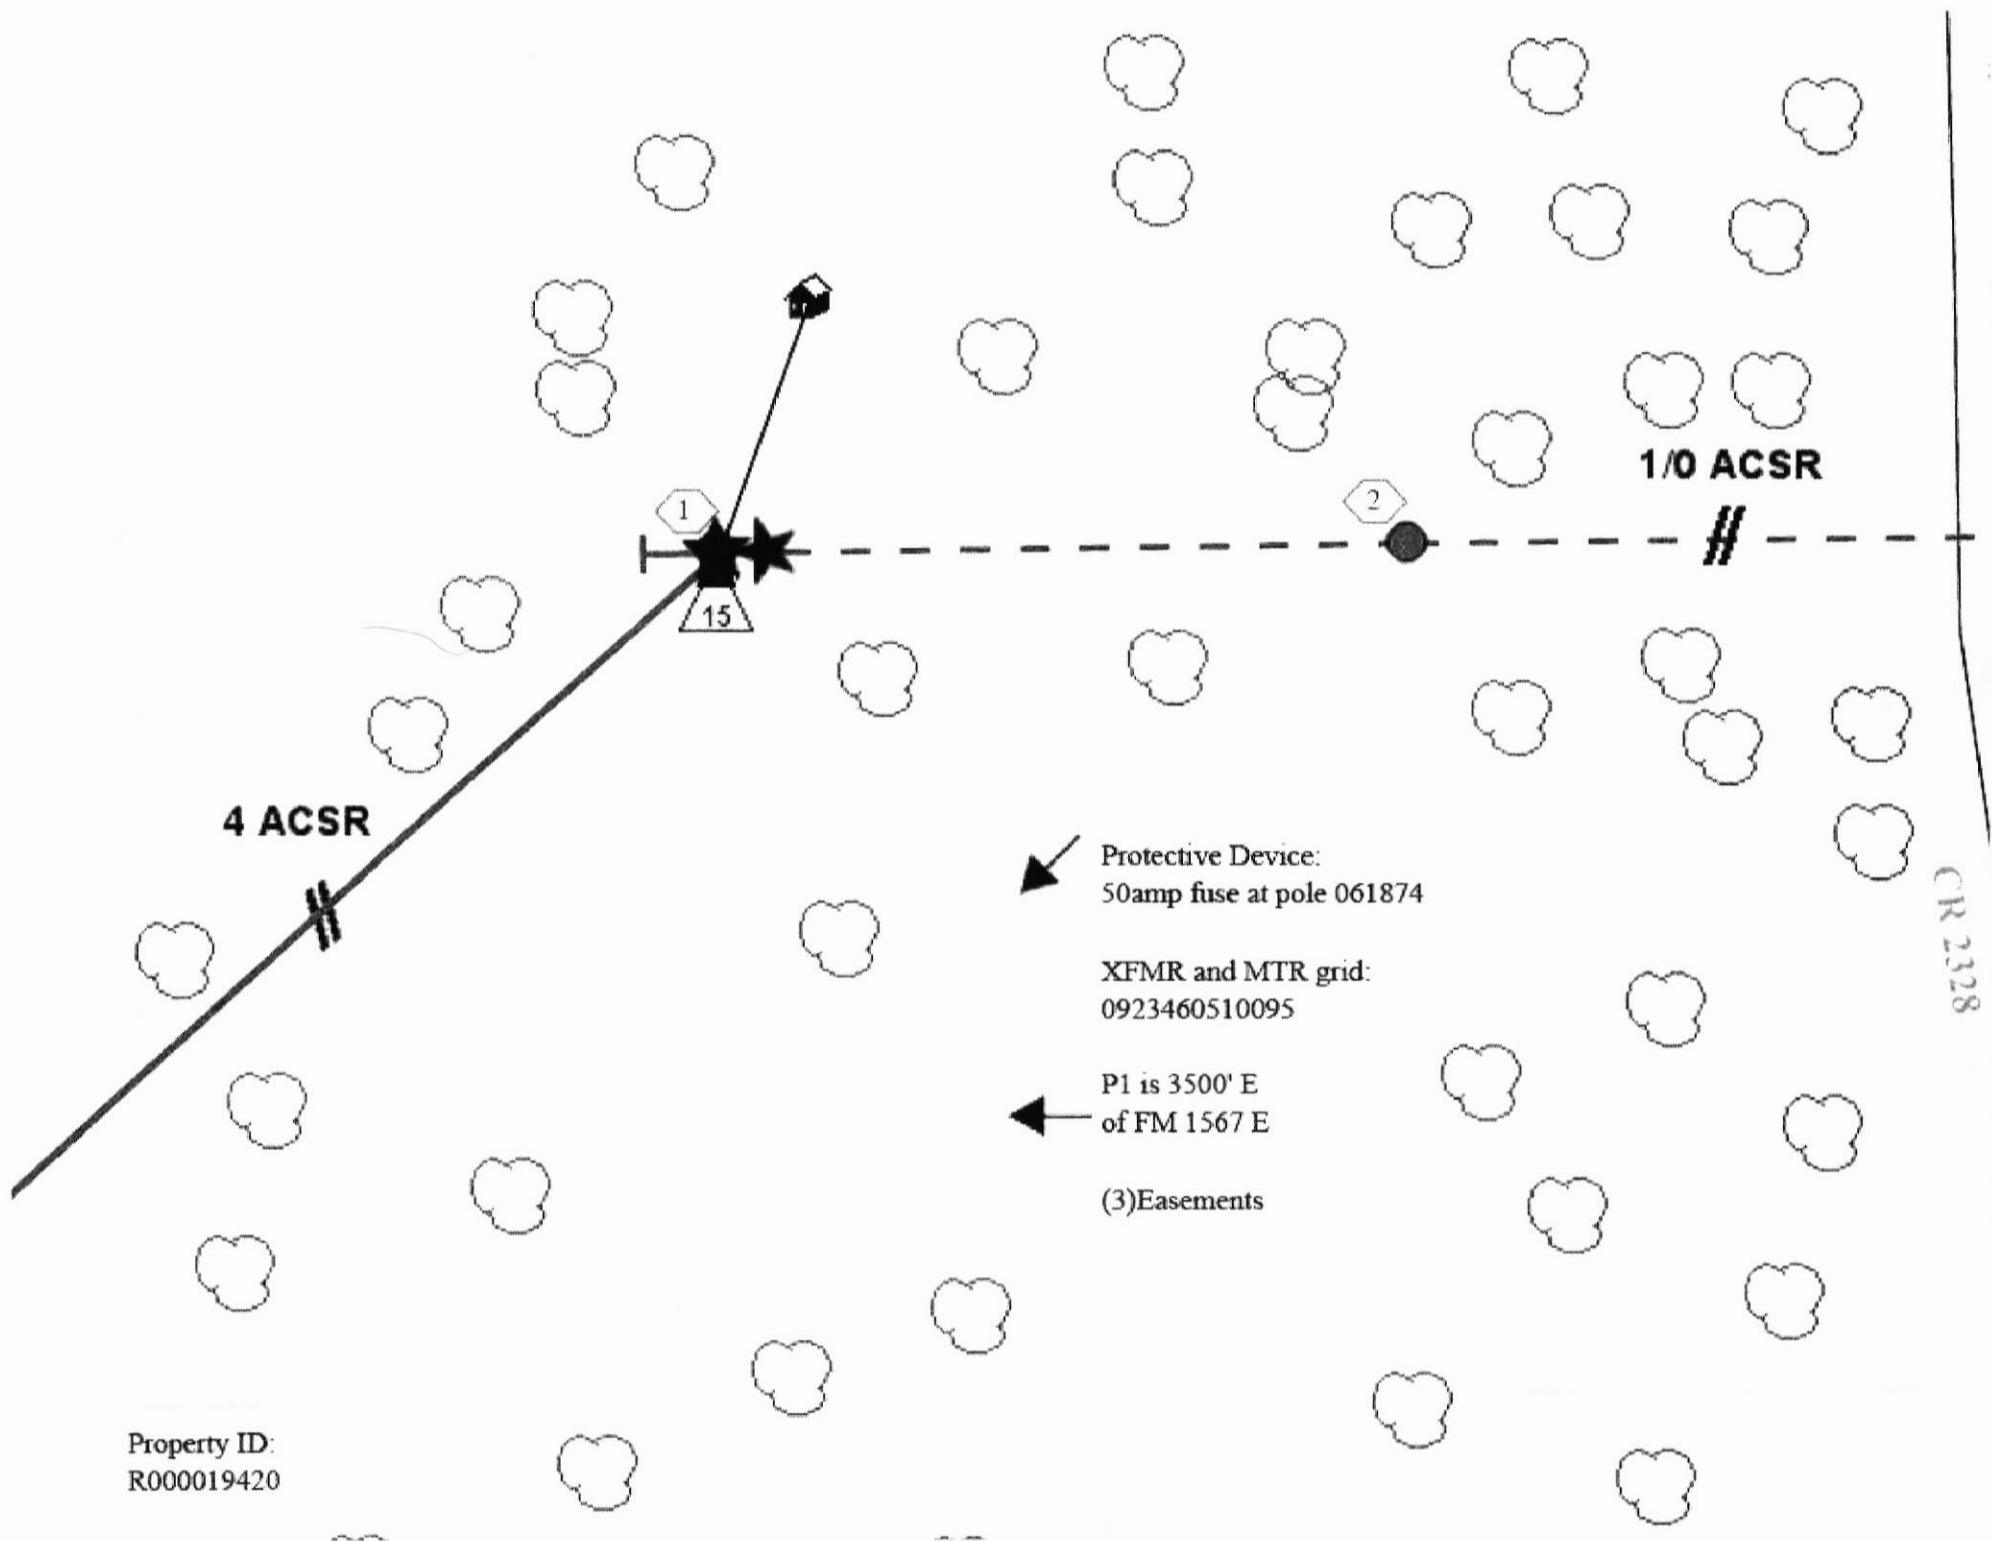 1/0 ACSR
1
2
15
4 ACSR
Protective Device:
50amp fuse at pole 061874
XFMR and MTR grid:
0923460510095
CR 2328
P1 is 3500' E
of FM 1567 E
(3)Easements
Property ID:
R000019420